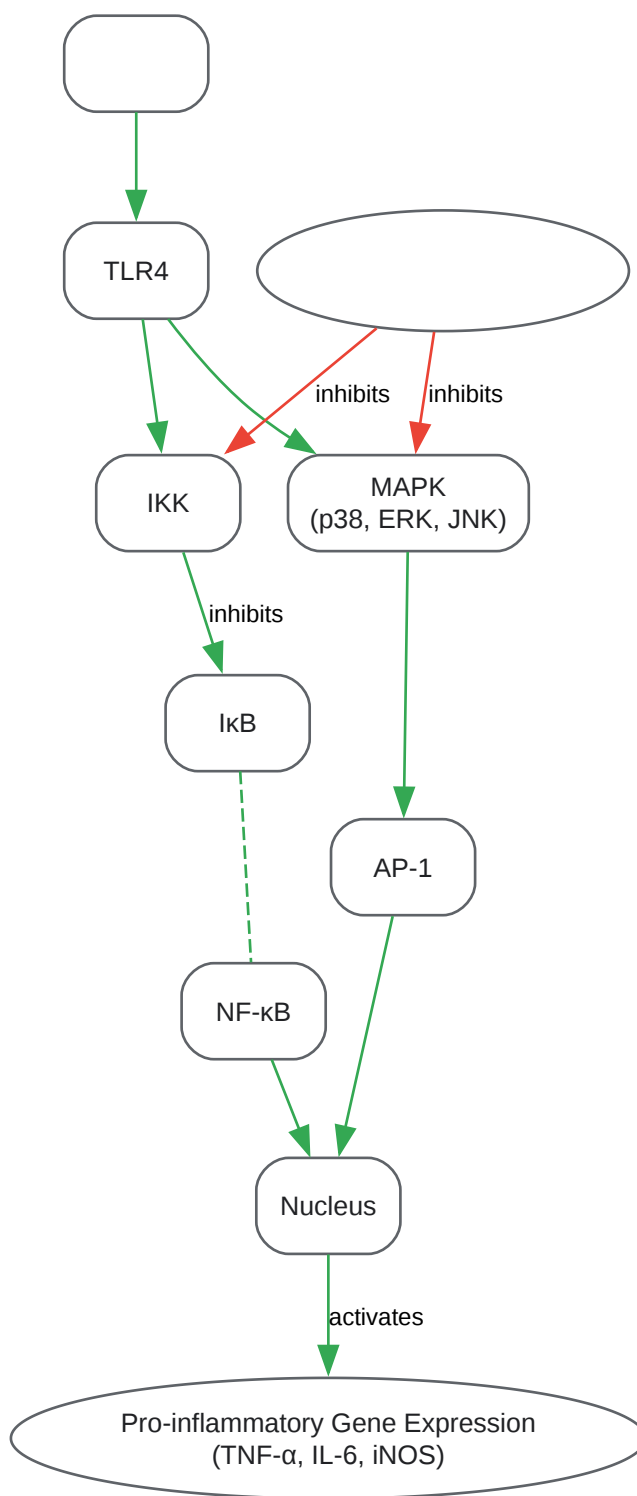 TLR4
inhibits
inhibits
IKK
MAPK
(p38, ERK, JNK)
inhibits
IκB
AP-1
NF-κB
Nucleus
activates
Pro-inflammatory Gene Expression
(TNF-α, IL-6, iNOS)